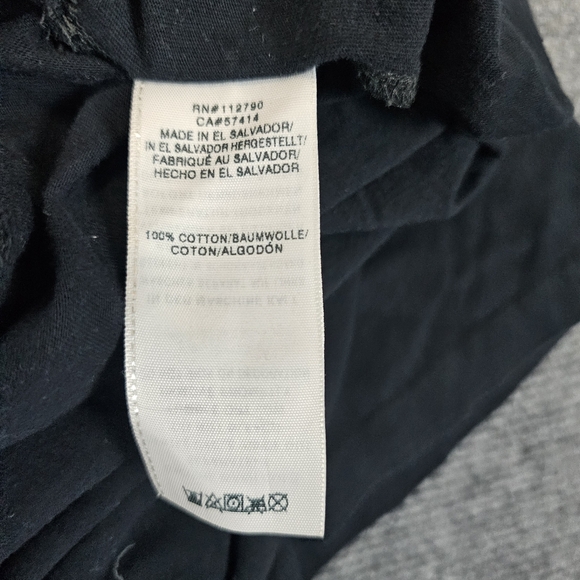 RN#112790
CA#57414
MADE IN EL SALVADOR/
IN EL SALVADOR HERGESTELLT/
FABRIQUÉ AU SALVADOR/
HECHO EN EL SALVADOR
100% COTTON/BAUMWOLLE/
COTON/ALGODÓN